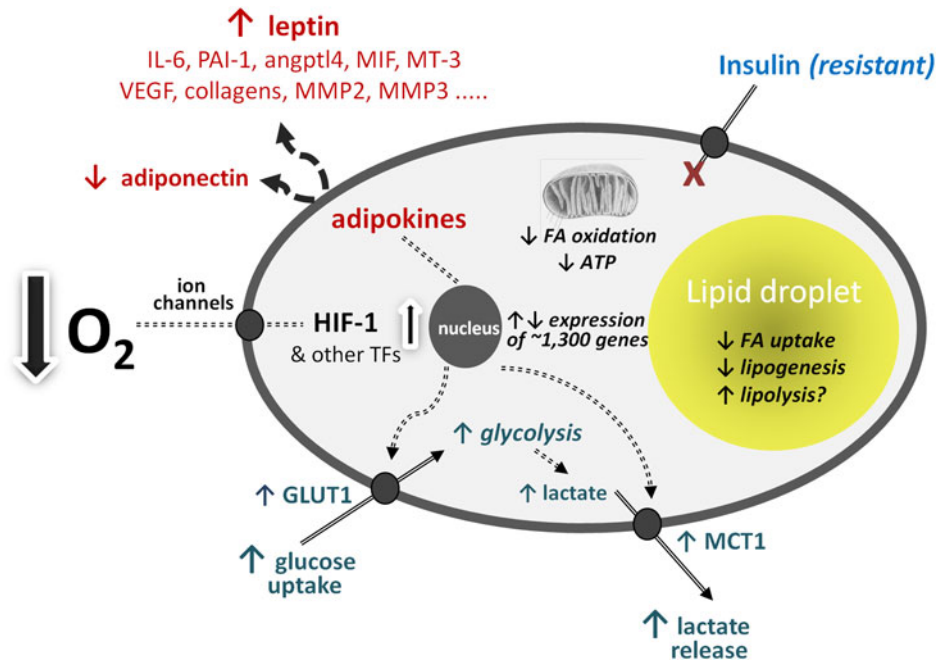 ↑ leptin
IL-6, PAI-1, angptl4, MIF, MT-3
VEGF, collagens, MMP2, MMP3 .....
Insulin (resistant)
X
↓ adiponectin
adipokines
↓ FA oxidation
↓ ATP
Lipid droplet
↓ FA uptake
↓ lipogenesis
↑ lipolysis?
ion
channels
↓ O₂
HIF-1 ↑
& other TFs
nucleus
↑↓ expression
of ~1,300 genes
↑ glycolysis
↑ GLUT1
↑ lactate
↑ MCT1
↑ glucose
uptake
↑ lactate
release